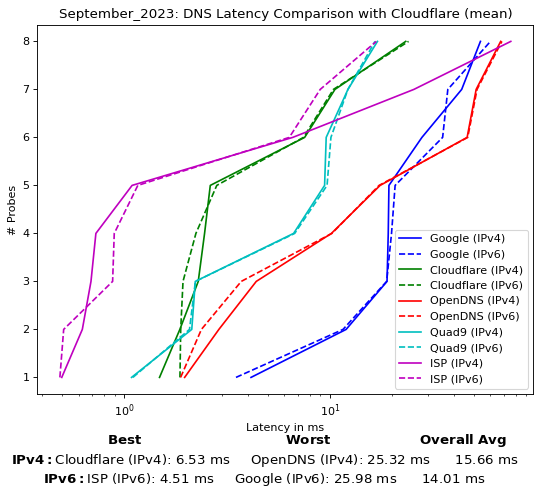 September_2023: DNS Latency Comparison with Cloudflare (mean)
# Probes
8
7
6
5
4
3
2
1
Google (IPv4)
Google (IPv6)
Cloudflare (IPv4)
Cloudflare (IPv6)
OpenDNS (IPv4)
OpenDNS (IPv6)
Quad9 (IPv4)
Quad9 (IPv6)
ISP (IPv4)
ISP (IPv6)
10⁰ 10¹
Latency in ms
Best Worst Overall Avg
IPv4: Cloudflare (IPv4): 6.53 ms OpenDNS (IPv4): 25.32 ms 15.66 ms
IPv6: ISP (IPv6): 4.51 ms Google (IPv6): 25.98 ms 14.01 ms